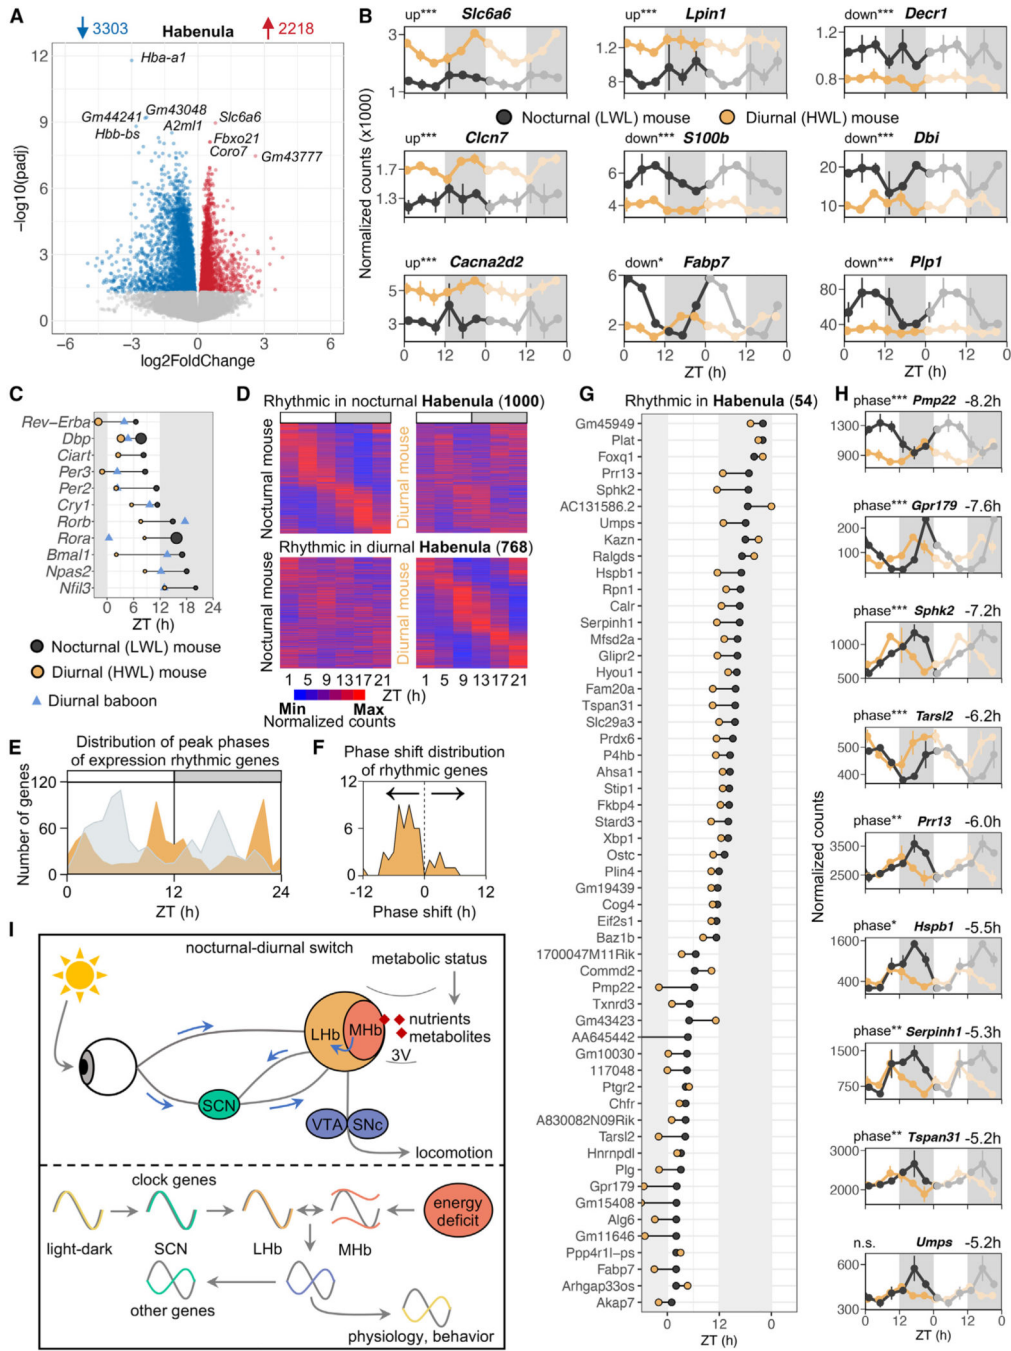 A
3303
Habenula
2218
Hba-a1
Gm44241
Gm43048
Hbb-bs
A2ml1
Slc6a6
Fbxo21
Coro7
Gm43777
−log10(padj)
12
9
6
3
0
−6 −3 0 3 6
log2FoldChange
B
up*** Slc6a6
3
1
up*** Lpin1
1.2
8
down*** Decr1
1.2
0.8
Nocturnal (LWL) mouse
Diurnal (HWL) mouse
Normalized counts (x1000)
up*** Clcn7
1.7
1.3
down*** S100b
6
4
down*** Dbi
20
10
up*** Cacna2d2
5
3
down* Fabp7
6
2
down*** Plp1
80
40
0 12 0 12 0
0 12 0 12 0
0 12 0 12 0
ZT (h)
ZT (h)
ZT (h)
C
Rev−Erba
Dbp
Ciart
Per3
Per2
Cry1
Rorb
Rora
Bmal1
Npas2
Nfil3
0 6 12 18 24
ZT (h)
Nocturnal (LWL) mouse
Diurnal (HWL) mouse
Diurnal baboon
D
Rhythmic in nocturnal Habenula (1000)
Nocturnal mouse
Diurnal mouse
Rhythmic in diurnal Habenula (768)
Nocturnal mouse
Diurnal mouse
1 5 9 13 17 21
1 5 9 13 17 21
ZT (h)
Min Max
Normalized counts
E
Distribution of peak phases
of expression rhythmic genes
Number of genes
120
60
0
0 12 24
ZT (h)
F
Phase shift distribution
of rhythmic genes
12
6
0
-12 0 12
Phase shift (h)
G
Rhythmic in Habenula (54)
Gm45949
Plat
Foxq1
Prr13
Sphk2
AC131586.2
Umps
Kazn
Ralgds
Hspb1
Rpn1
Calr
Serpinh1
Mfsd2a
Glipr2
Hyou1
Fam20a
Tspan31
Slc29a3
Prdx6
P4hb
Ahsa1
Stip1
Fkbp4
Stard3
Xbp1
Ostc
Plin4
Gm19439
Cog4
Eif2s1
Baz1b
1700047M11Rik
Commd2
Pmp22
Txnrd3
Gm43423
AA645442
Gm10030
117048
Ptgr2
Chfr
A830082N09Rik
Tarsl2
Hnrnpdl
Plg
Gpr179
Gm15408
Alg6
Gm11646
Ppp4r1l−ps
Fabp7
Arhgap33os
Akap7
0 12 0
ZT (h)
H
Normalized counts
phase*** Pmp22 -8.2h
1300
900
phase*** Gpr179 -7.6h
200
100
phase*** Sphk2 -7.2h
1000
500
phase*** Tarsl2 -6.2h
500
400
phase** Prr13 -6.0h
3500
2500
phase* Hspb1 -5.5h
1600
400
phase** Serpinh1 -5.3h
1500
750
phase** Tspan31 -5.2h
3000
2000
n.s. Umps -5.2h
600
300
0 12 0 12 0
ZT (h)
I
nocturnal-diurnal switch
metabolic status
LHb
MHb
nutrients
metabolites
3V
SCN
VTA
SNc
locomotion
clock genes
energy
deficit
light-dark
SCN
LHb
MHb
other genes
physiology, behavior